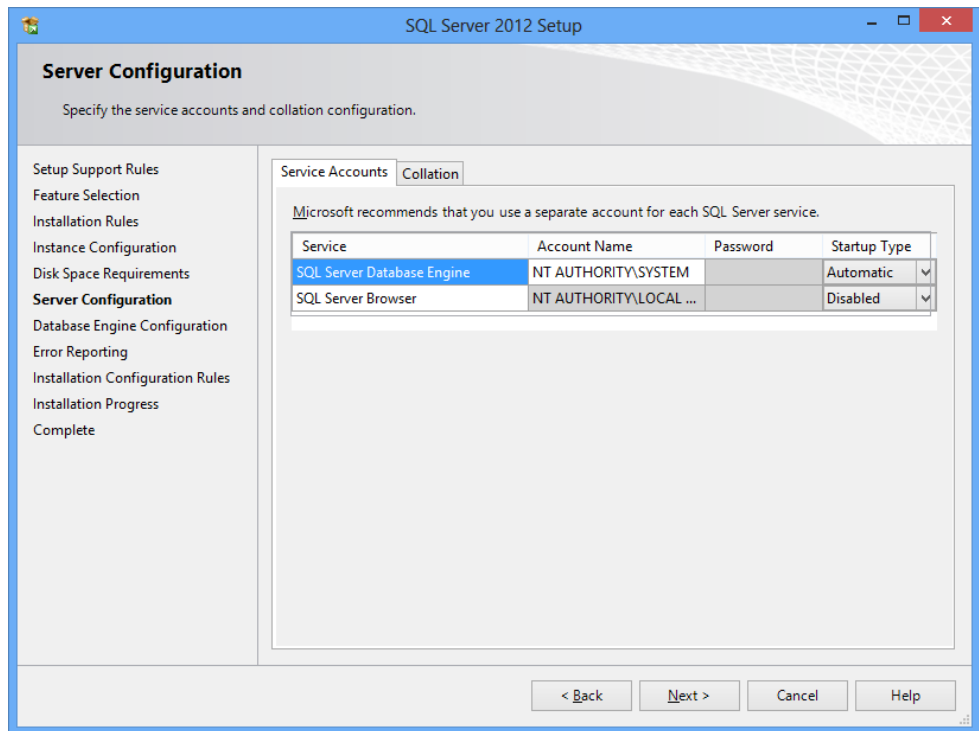 SQL Server 2012 Setup
Server Configuration
Specify the service accounts and collation configuration.
Setup Support Rules
Feature Selection
Installation Rules
Instance Configuration
Disk Space Requirements
Server Configuration
Database Engine Configuration
Error Reporting
Installation Configuration Rules
Installation Progress
Complete
Service Accounts Collation
Microsoft recommends that you use a separate account for each SQL Server service.
Service Account Name Password Startup Type
SQL Server Database Engine NT AUTHORITY\SYSTEM Automatic
SQL Server Browser NT AUTHORITY\LOCAL ... Disabled
< Back Next > Cancel Help